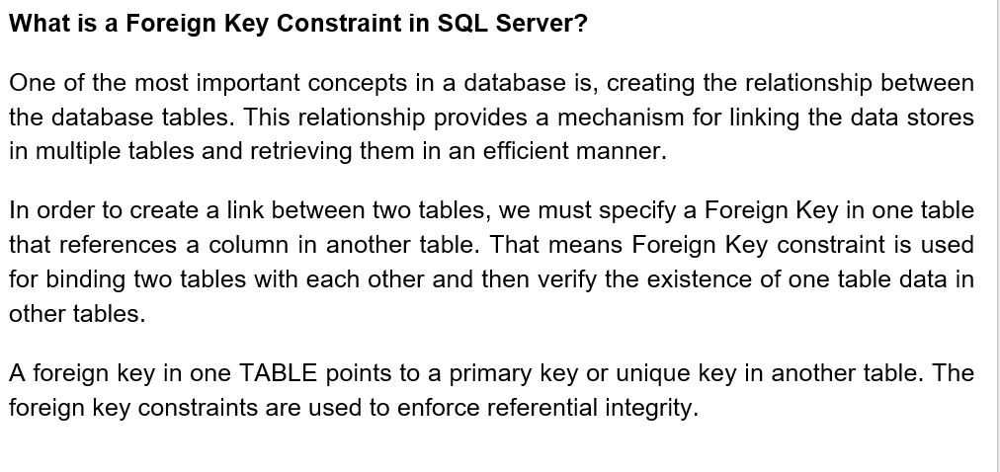 What is a Foreign Key Constraint in SQL Server?
One of the most important concepts in a database is, creating the relationship between
the database tables. This relationship provides a mechanism for linking the data stores
in multiple tables and retrieving them in an efficient manner.
In order to create a link between two tables, we must specify a Foreign Key in one table
that references a column in another table. That means Foreign Key constraint is used
for binding two tables with each other and then verify the existence of one table data in
other tables.
A foreign key in one TABLE points to a primary key or unique key in another table. The
foreign key constraints are used to enforce referential integrity.